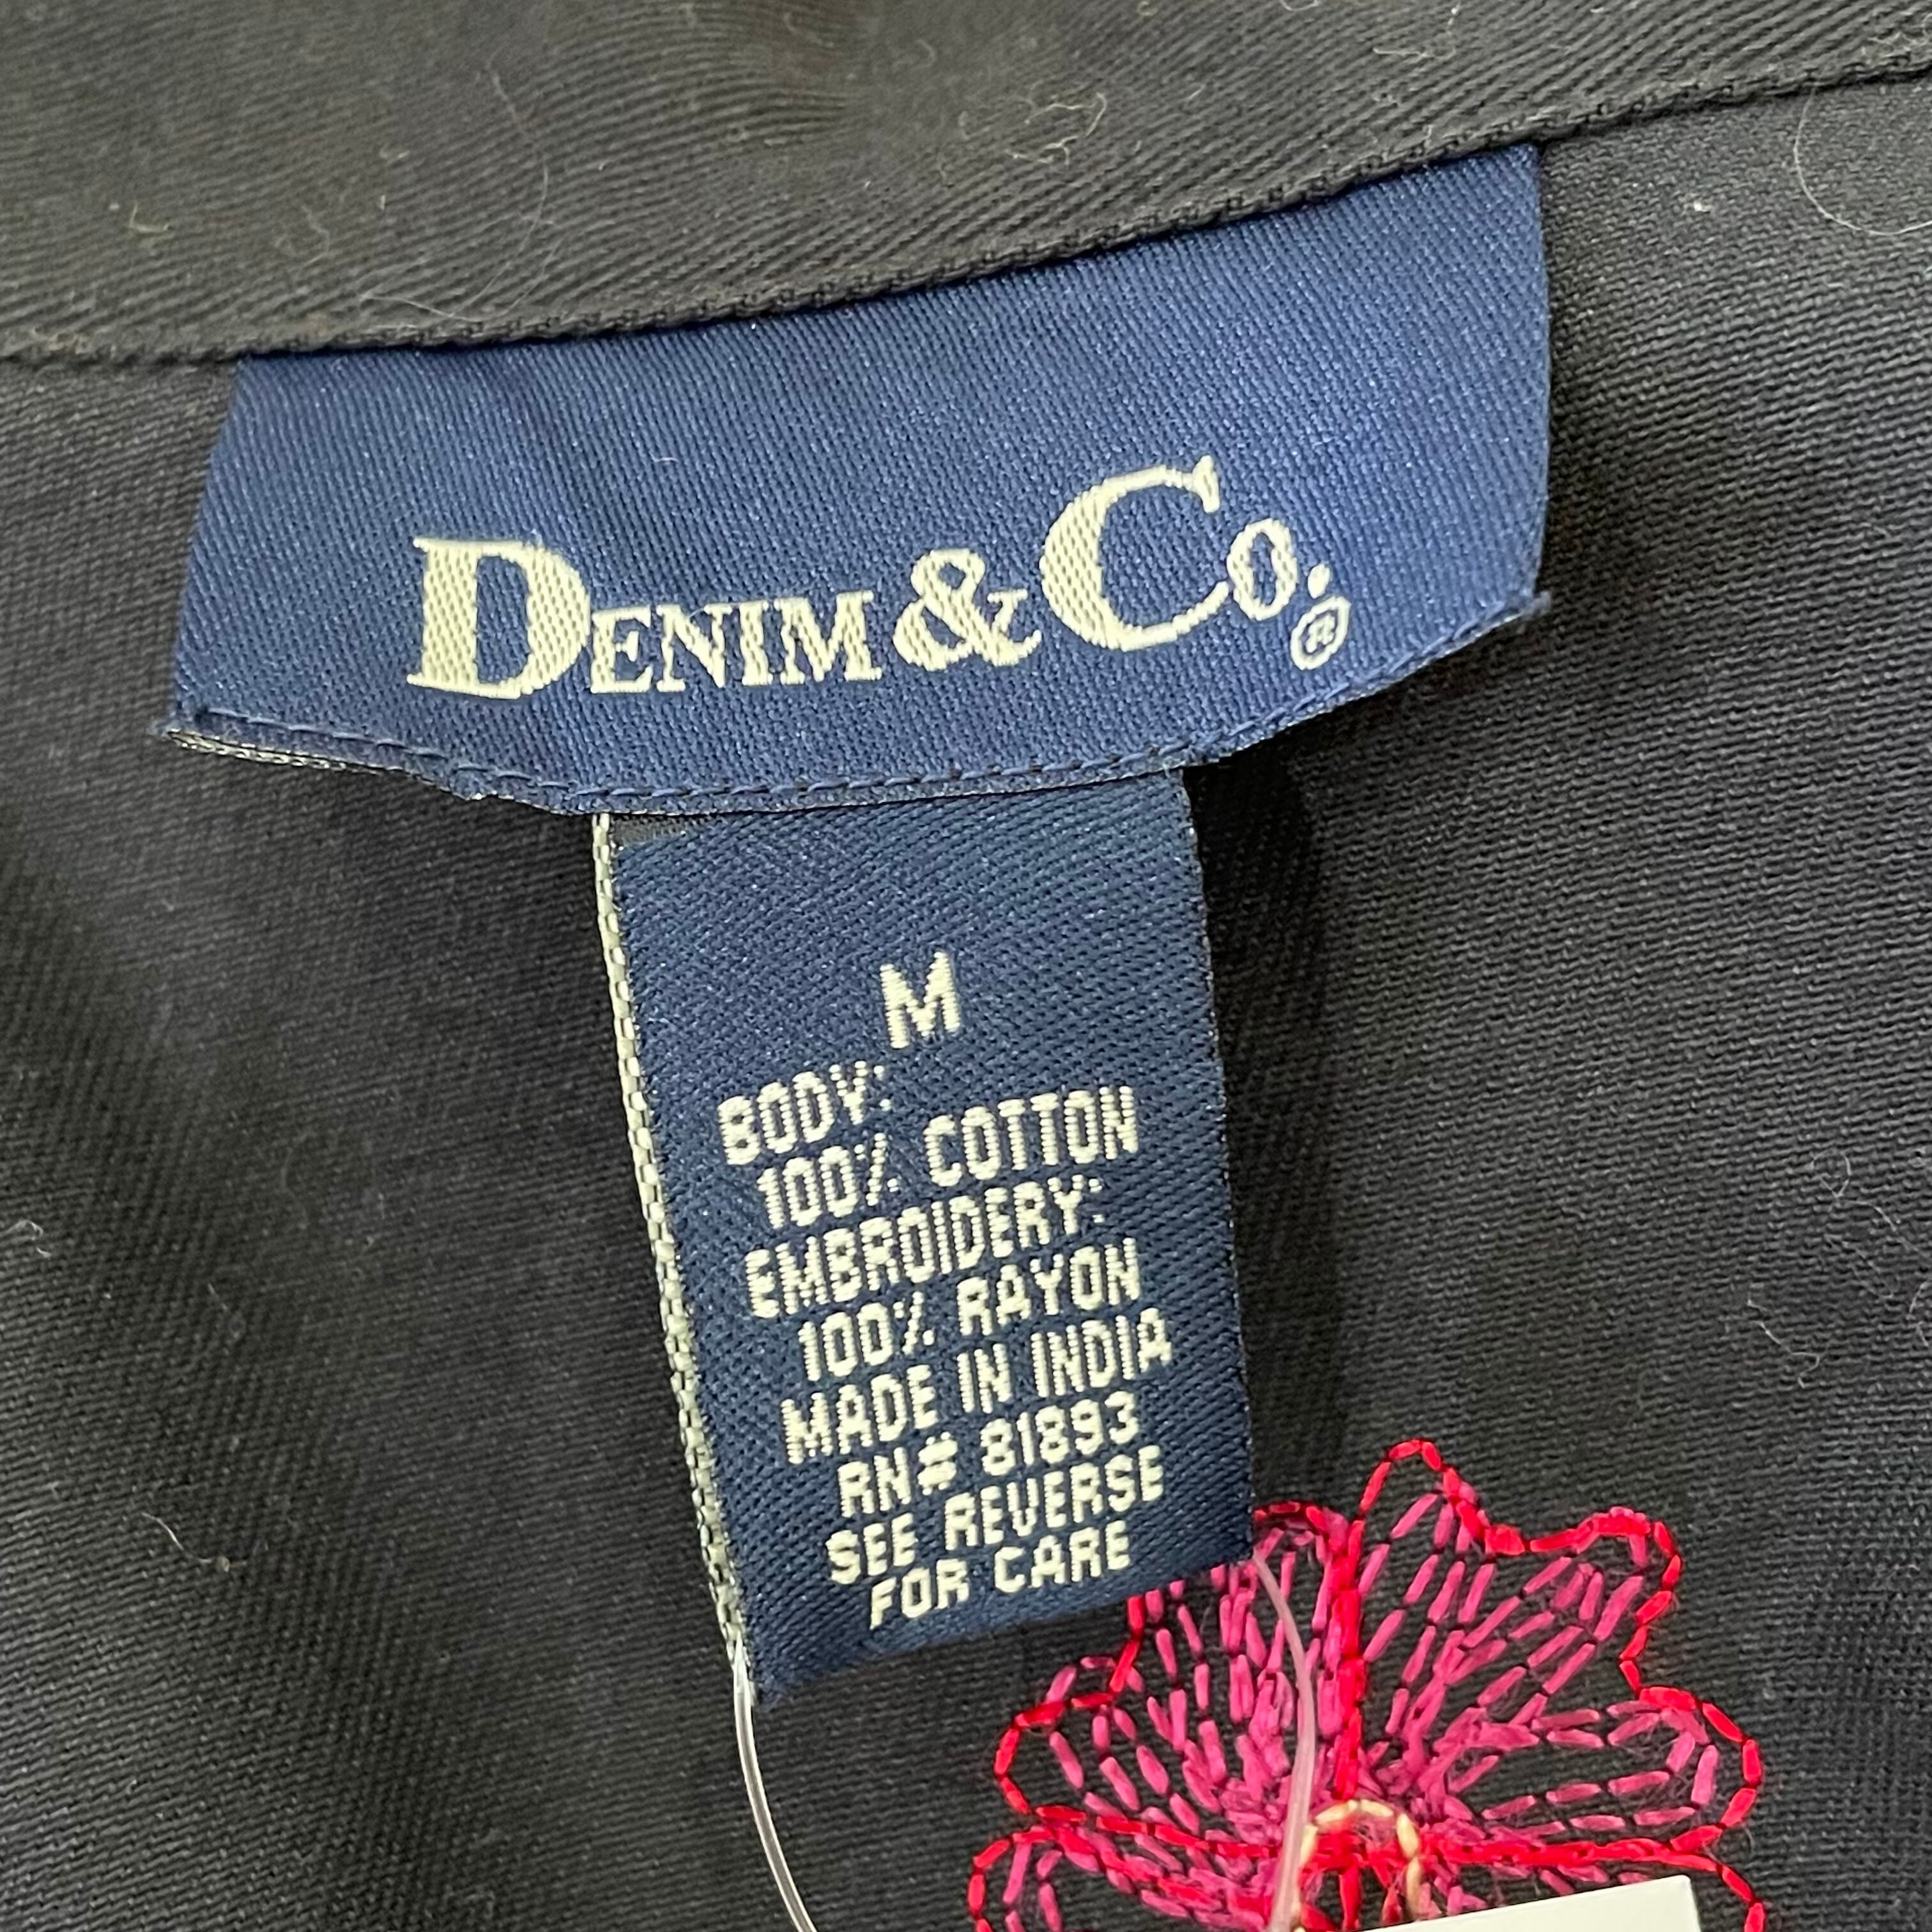 DENIM & CO.®
M
BODY:
100% COTTON
EMBROIDERY:
100% RAYON
MADE IN INDIA
RN# 81893
SEE REVERSE
FOR CARE